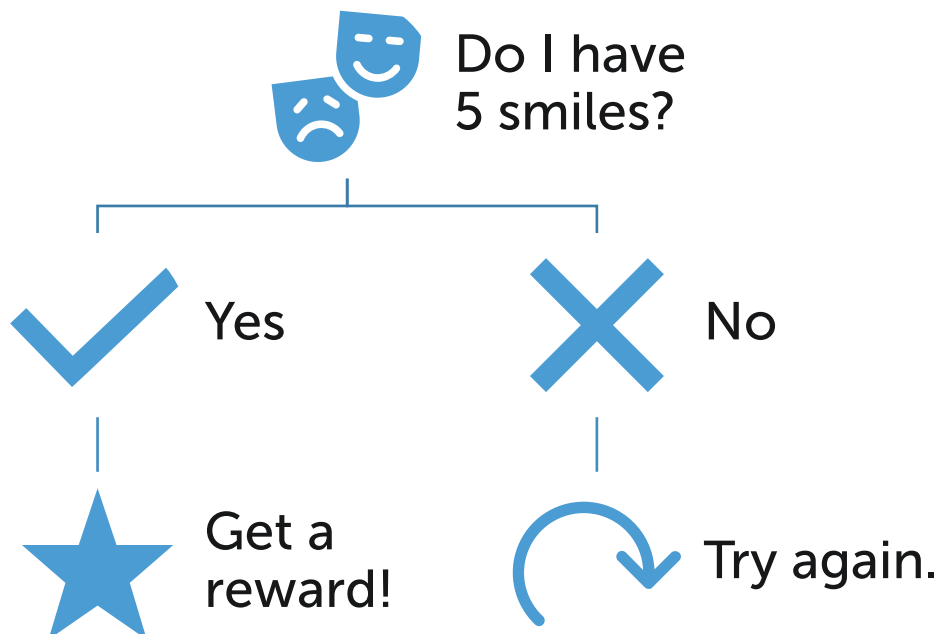 Do I have
5 smiles?
Yes
No
Get a
reward!
Try again.